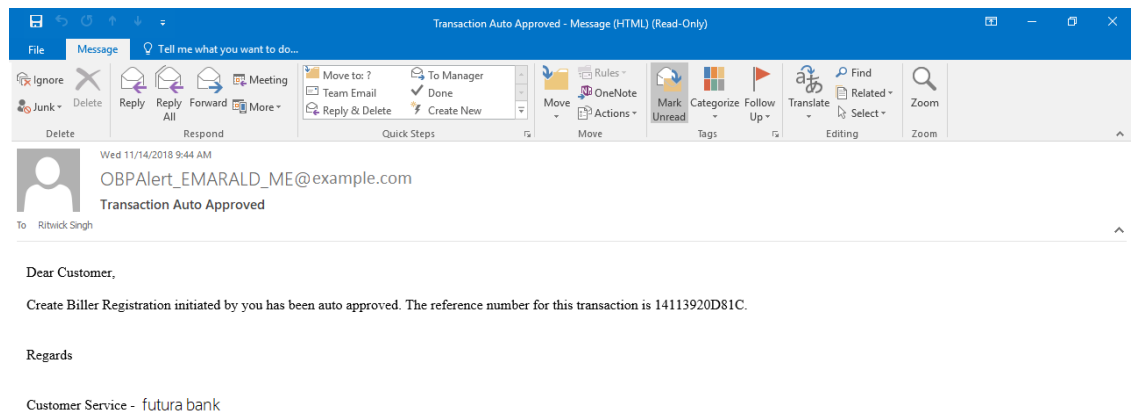 Transaction Auto Approved - Message (HTML) (Read-Only)
File Message Tell me what you want to do...
Ignore
Junk
Delete
Reply
Reply All
Forward
Meeting
More
Move to: ?
Team Email
Reply & Delete
To Manager
Done
Create New
Move
Rules
OneNote
Actions
Mark Unread
Categorize
Follow Up
Translate
Find
Related
Select
Zoom
Delete Respond Quick Steps Move Tags Editing Zoom
Wed 11/14/2018 9:44 AM
OBPAlert_EMARALD_ME@example.com
Transaction Auto Approved
To Ritwick Singh
Dear Customer,
Create Biller Registration initiated by you has been auto approved. The reference number for this transaction is 14113920D81C.
Regards
Customer Service - futura bank